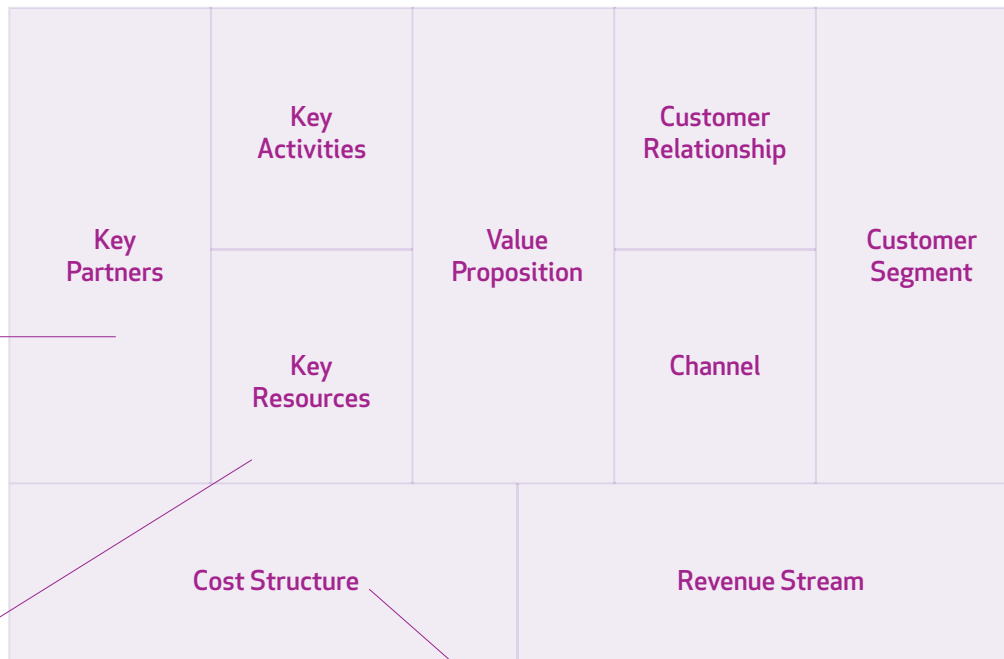 Key
Partners
Key
Activities
Key
Resources
Value
Proposition
Customer
Relationship
Channel
Customer
Segment
Cost Structure
Revenue Stream